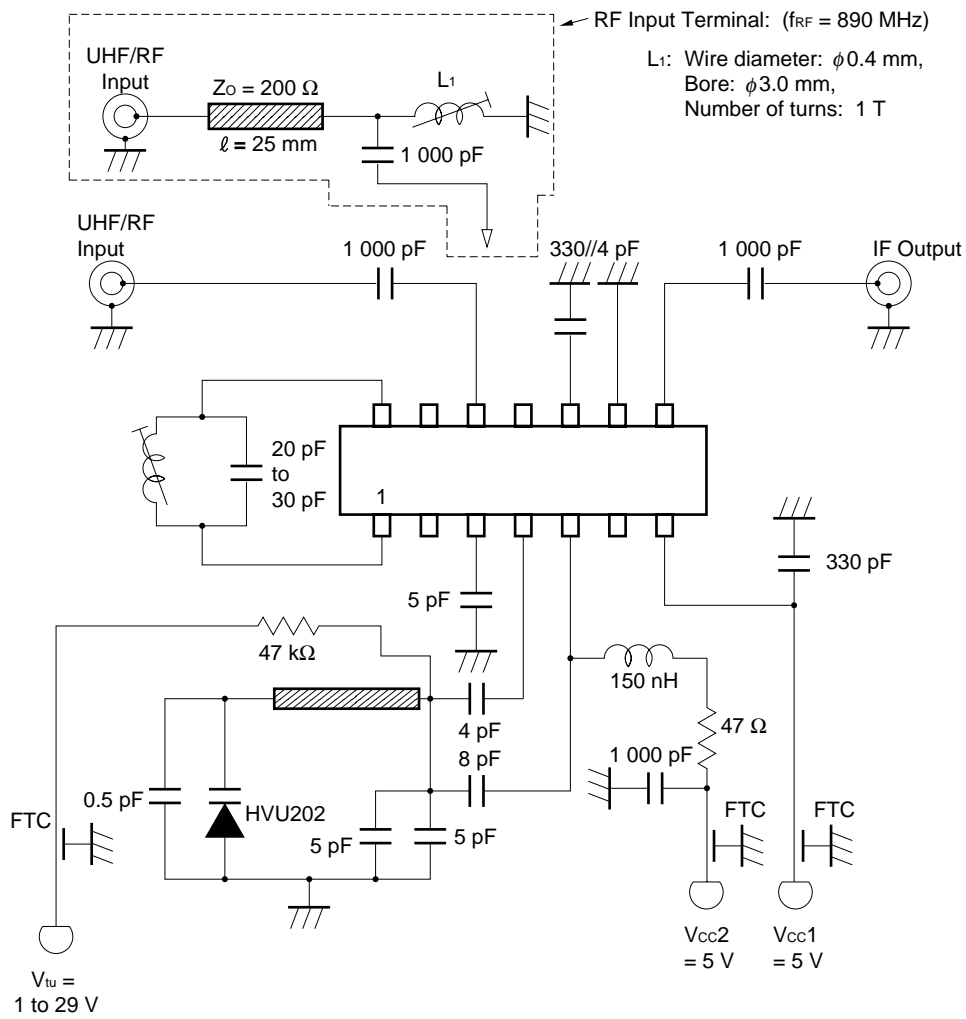 RF Input Terminal: (fRF = 890 MHz)
L1: Wire diameter: ϕ0.4 mm,
Bore: ϕ3.0 mm,
Number of turns: 1 T
UHF/RF
Input
ZO = 200 Ω
ℓ = 25 mm
L1
1 000 pF
UHF/RF
Input
1 000 pF
330//4 pF
1 000 pF
IF Output
20 pF
to
30 pF
1
5 pF
330 pF
47 kΩ
150 nH
4 pF
47 Ω
8 pF
1 000 pF
0.5 pF
HVU202
5 pF
5 pF
FTC
FTC
FTC
Vtu =
1 to 29 V
VCC2
= 5 V
VCC1
= 5 V